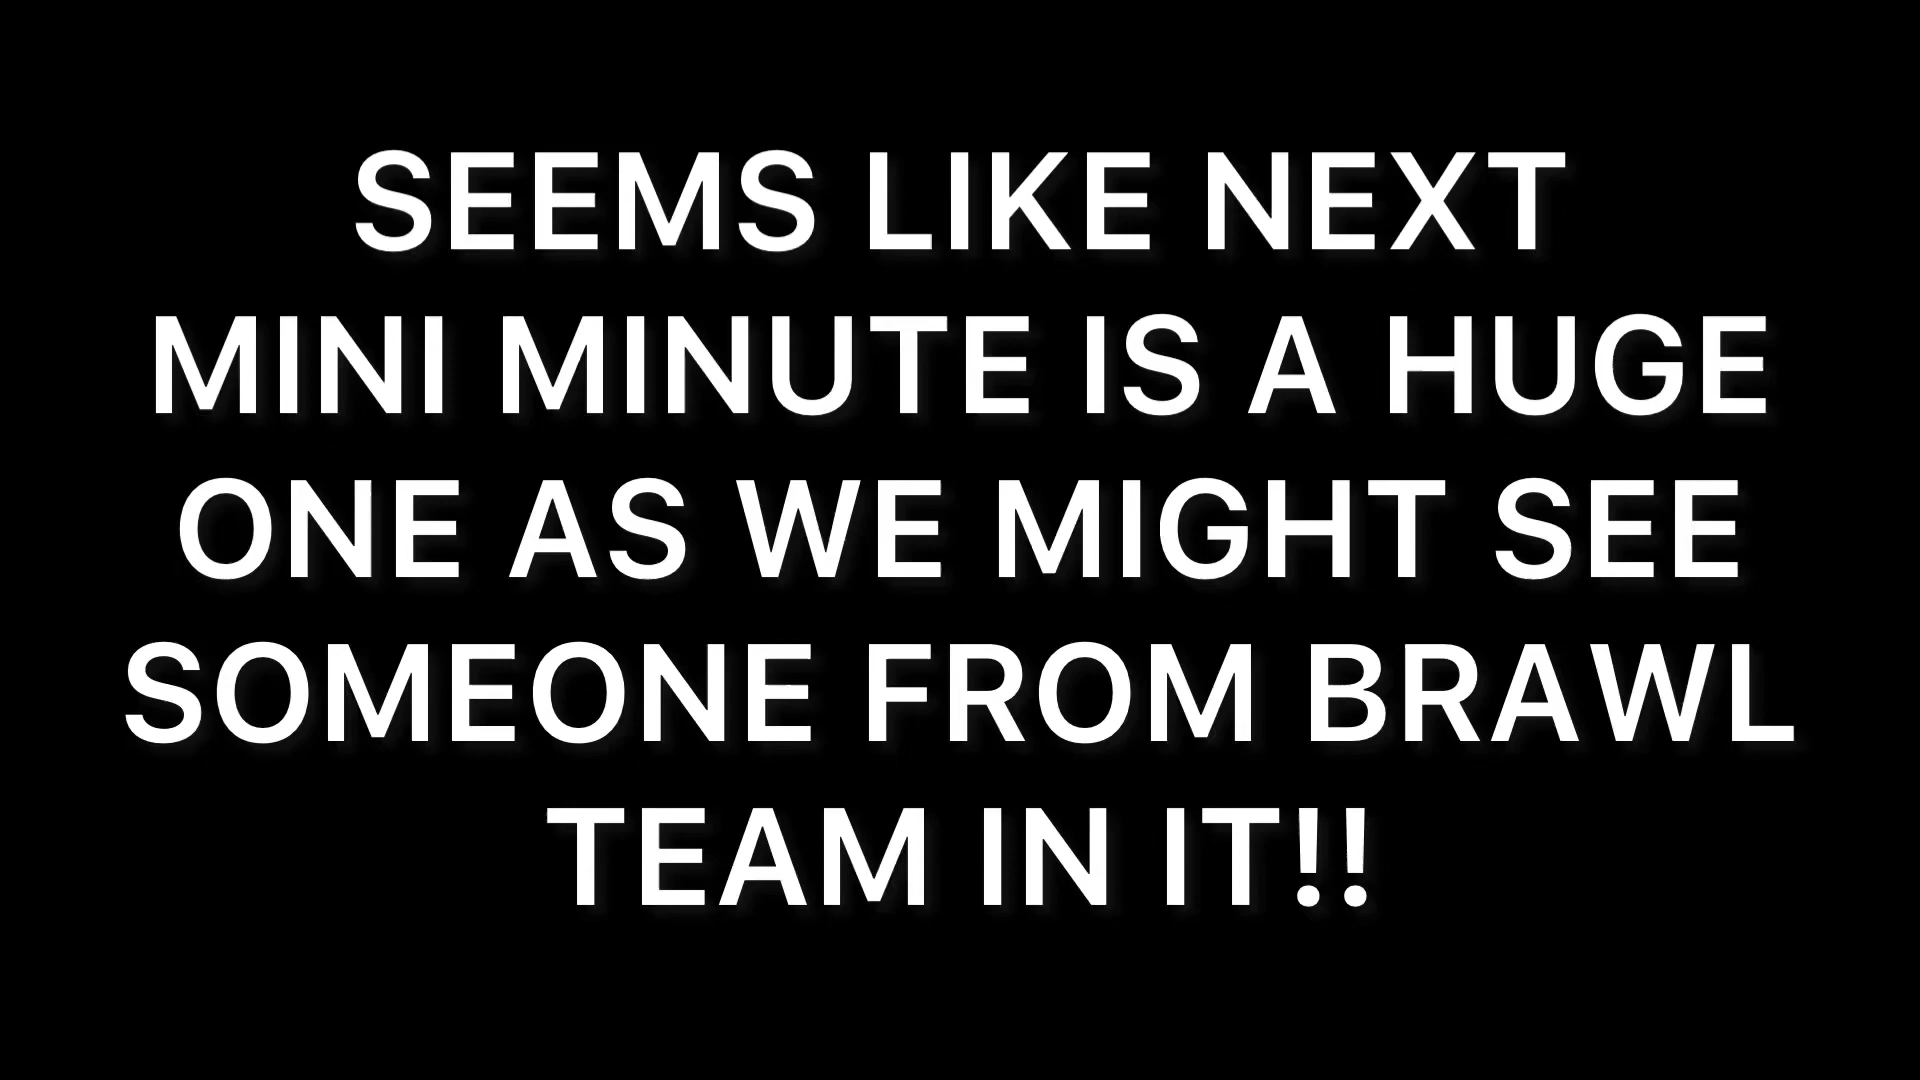 SEEMS LIKE NEXT
MINI MINUTE IS A HUGE
ONE AS WE MIGHT SEE
SOMEONE FROM BRAWL
TEAM IN IT!!